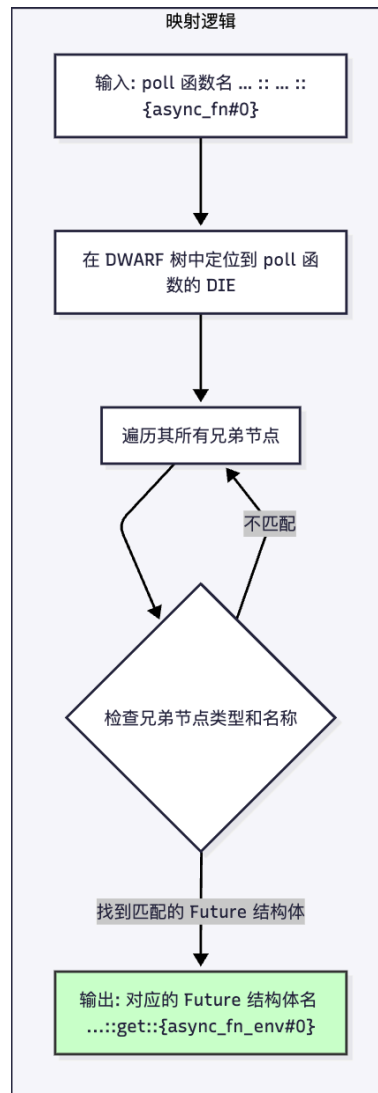 映射逻辑
输入: poll 函数名 ... :: ... ::
{async_fn#0}
在 DWARF 树中定位到 poll 函
数的 DIE
遍历其所有兄弟节点
不匹配
检查兄弟节点类型和名称
找到匹配的 Future 结构体
输出: 对应的 Future 结构体名
...::get::{async_fn_env#0}